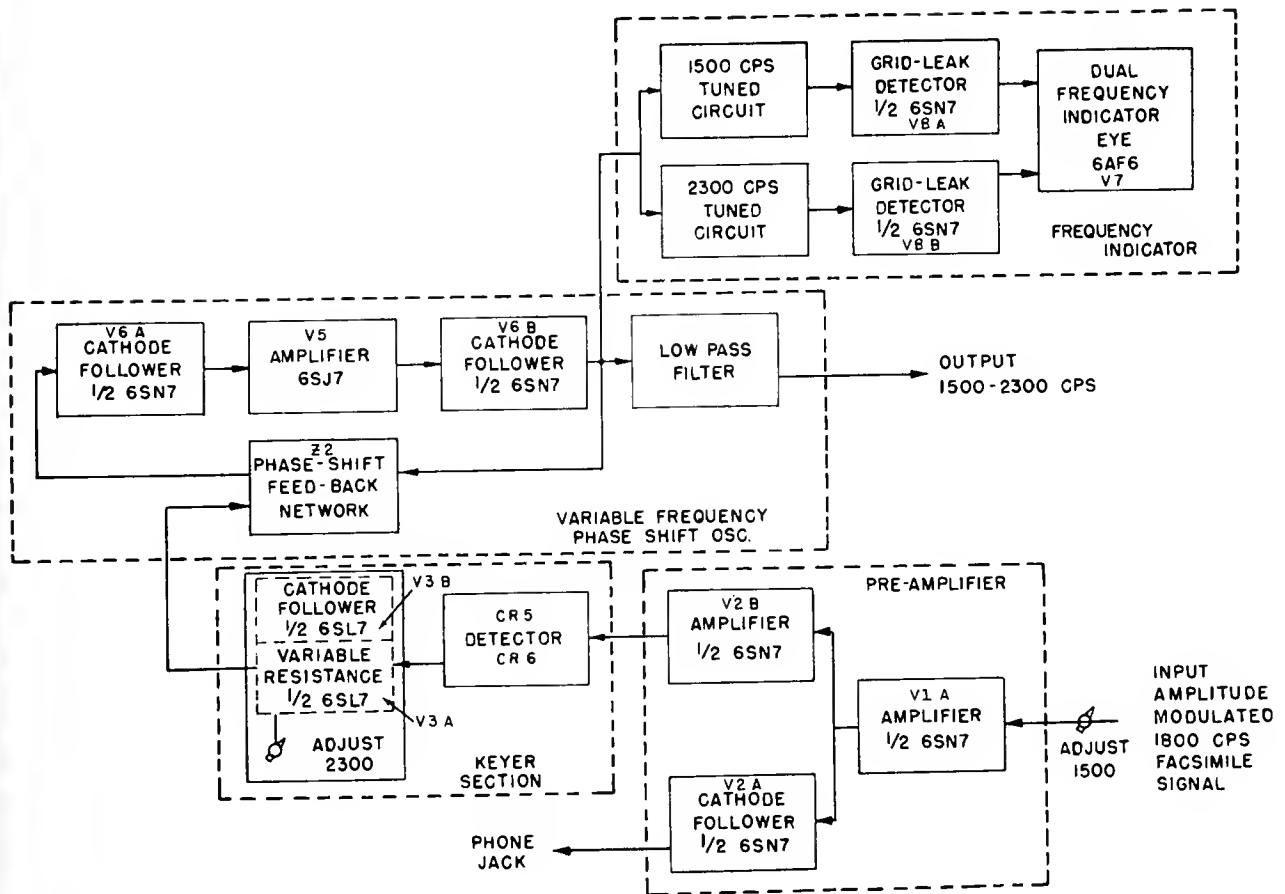 1500 CPS
TUNED
CIRCUIT
GRID-LEAK
DETECTOR
1/2 6SN7
V8 A
DUAL
FREQUENCY
INDICATOR
EYE
6AF6
V7
2300 CPS
TUNED
CIRCUIT
GRID-LEAK
DETECTOR
1/2 6SN7
V8 B
FREQUENCY
INDICATOR
V6 A
CATHODE
FOLLOWER
1/2 6SN7
V5
AMPLIFIER
6SJ7
V6 B
CATHODE
FOLLOWER
1/2 6SN7
LOW PASS
FILTER
OUTPUT
1500-2300 CPS
Z2
PHASE-SHIFT
FEED-BACK
NETWORK
VARIABLE FREQUENCY
PHASE SHIFT OSC.
CATHODE
FOLLOWER
1/2 6SL7
V3 B
VARIABLE
RESISTANCE
1/2 6SL7
V3 A
ADJUST
2300
CR5
DETECTOR
CR6
KEYER
SECTION
PRE-AMPLIFIER
V2 B
AMPLIFIER
1/2 6SN7
V1 A
AMPLIFIER
1/2 6SN7
ADJUST
1500
INPUT
AMPLITUDE
MODULATED
1800 CPS
FACSIMILE
SIGNAL
V2 A
CATHODE
FOLLOWER
1/2 6SN7
PHONE
JACK